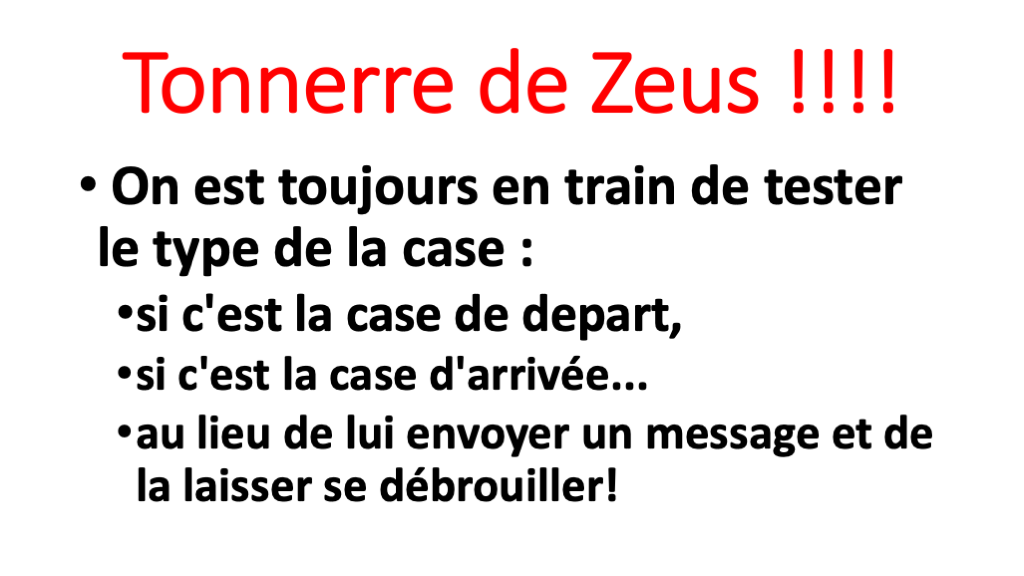 Tonnerre de Zeus !!!!
• On est toujours en train de tester
le type de la case :
•si c'est la case de depart,
•si c'est la case d'arrivée...
•au lieu de lui envoyer un message et de
la laisser se débrouiller!